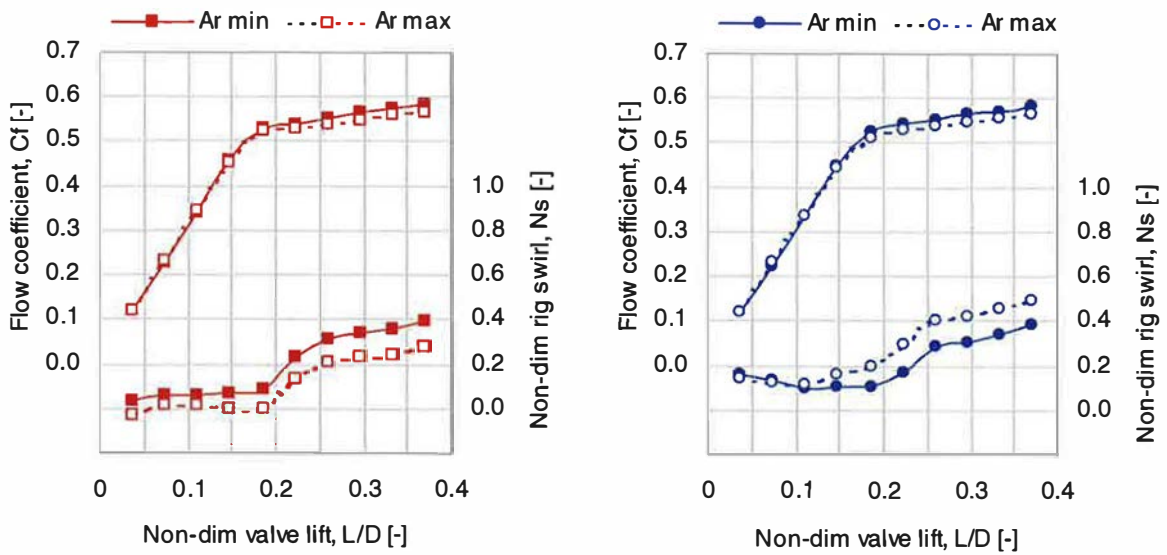 Ar min Ar max
Flow coefficient, Cf [-]
0.7
0.6
0.5
0.4
0.3
0.2
0.1
0.0
1.0
0.8
0.6
0.4
0.2
0.0
Non-dim rig swirl, Ns [-]
0 0.1 0.2 0.3 0.4
Non-dim valve lift, L/D [-]
Ar min Ar max
Flow coefficient, Cf [-]
0.7
0.6
0.5
0.4
0.3
0.2
0.1
0.0
1.0
0.8
0.6
0.4
0.2
0.0
Non-dim rig swirl, Ns [-]
0 0.1 0.2 0.3 0.4
Non-dim valve lift, L/D [-]